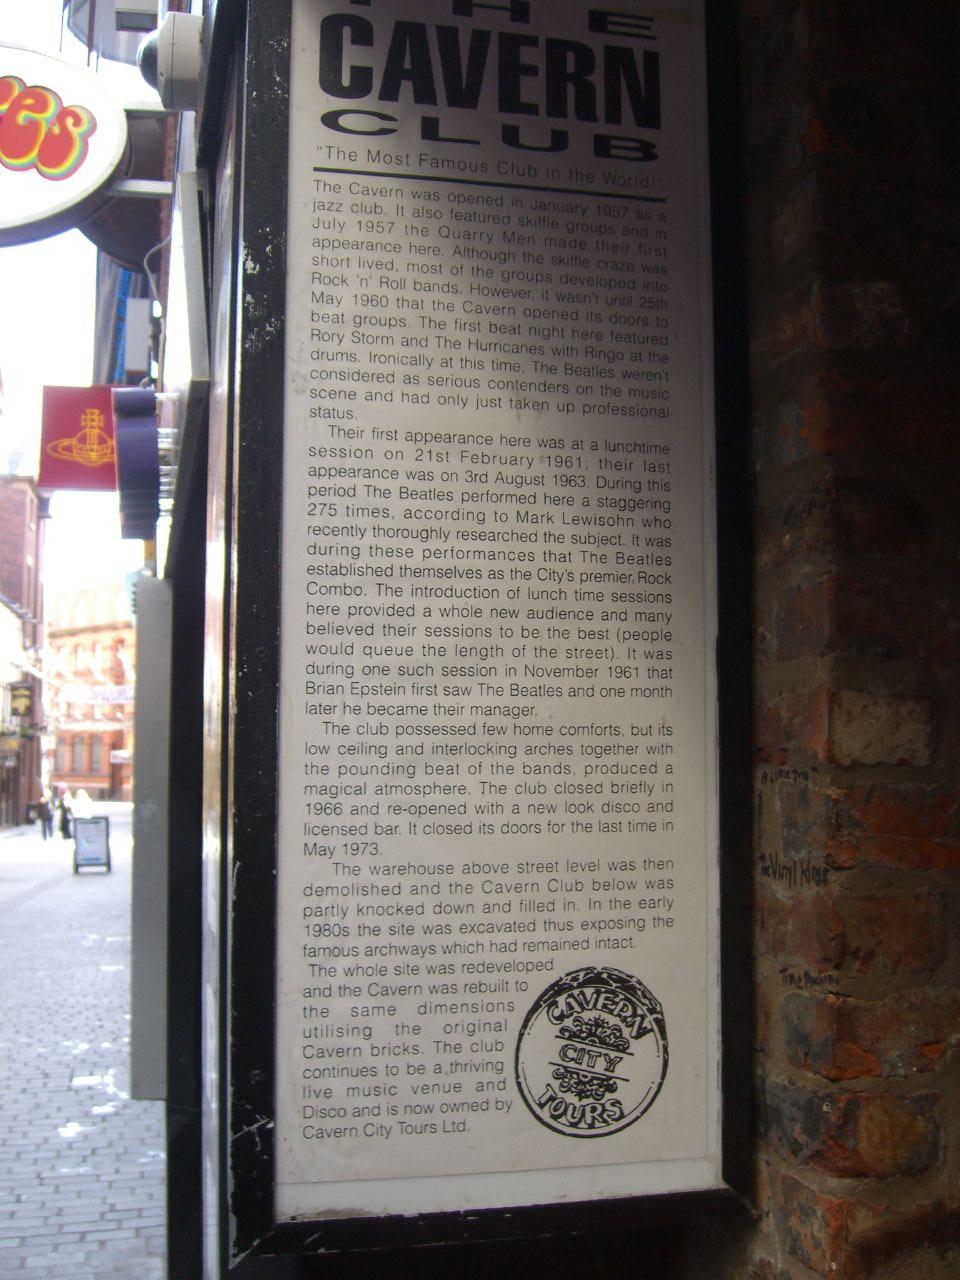 THE
CAVERN
CLUB
"The Most Famous Club in the World!"
The Cavern was opened in January 1957 as a
jazz club. It also featured skiffle groups and in
July 1957 the Quarry Men made their first
appearance here. Although the skiffle craze was
short lived, most of the groups developed into
Rock 'n' Roll bands. However, it wasn't until 25th
May 1960 that the Cavern opened its doors to
beat groups. The first beat night here featured
Rory Storm and The Hurricanes with Ringo at the
drums. Ironically at this time, The Beatles weren't
considered as serious contenders on the music
scene and had only just taken up professional
status.
Their first appearance here was at a lunchtime
session on 21st February 1961; their last
appearance was on 3rd August 1963. During this
period The Beatles performed here a staggering
275 times, according to Mark Lewisohn who
recently thoroughly researched the subject. It was
during these performances that The Beatles
established themselves as the City's premier Rock
Combo. The introduction of lunch time sessions
here provided a whole new audience and many
believed their sessions to be the best (people
would queue the length of the street). It was
during one such session in November 1961 that
Brian Epstein first saw The Beatles and one month
later he became their manager.
The club possessed few home comforts, but its
low ceiling and interlocking arches together with
the pounding beat of the bands, produced a
magical atmosphere. The club closed briefly in
1966 and re-opened with a new look disco and
licensed bar. It closed its doors for the last time in
May 1973.
The warehouse above street level was then
demolished and the Cavern Club below was
partly knocked down and filled in. In the early
1980s the site was excavated thus exposing the
famous archways which had remained intact.
The whole site was redeveloped
and the Cavern was rebuilt to
the same dimensions
utilising the original
Cavern bricks. The club
continues to be a thriving
live music venue and
Disco and is now owned by
Cavern City Tours Ltd.
CAVERN
CITY
TOURS